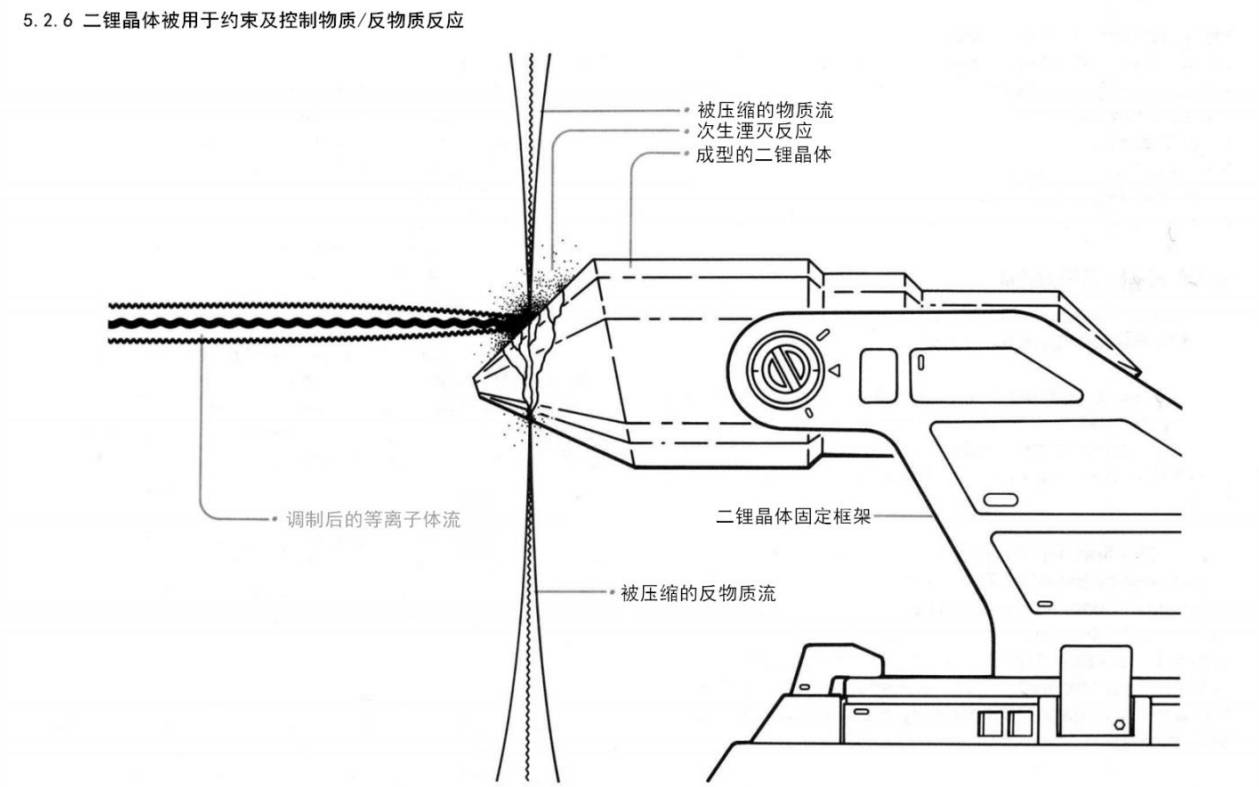 5.2.6 二锂晶体被用于约束及控制物质/反物质反应
被压缩的物质流
次生湮灭反应
成型的二锂晶体
调制后的等离子体流
二锂晶体固定框架
被压缩的反物质流